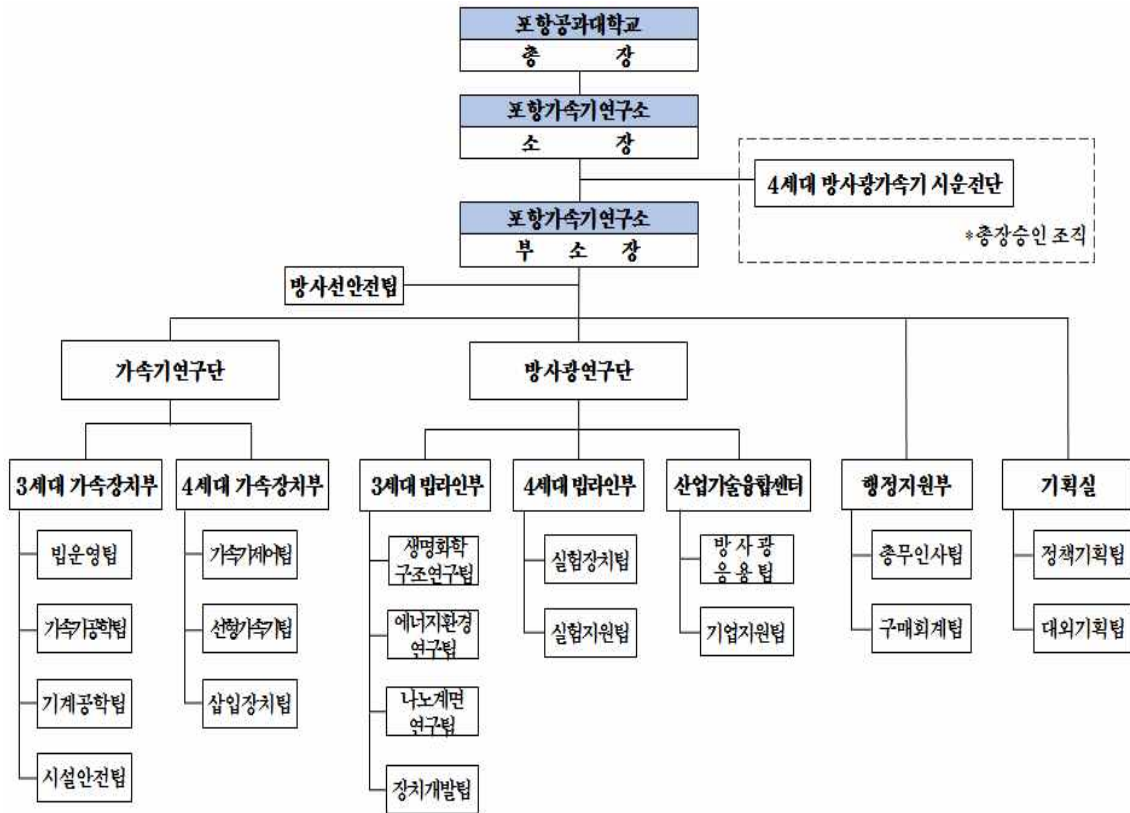 포항공과대학교
총 장
포항가속기연구소
소 장
4세대 방사광가속기 시운전단
*총장승인 조직
포항가속기연구소
부 소 장
방사선안전팀
가속기연구단
방사광연구단
3세대 가속장치부
4세대 가속장치부
3세대 빔라인부
4세대 빔라인부
산업기술융합센터
행정지원부
기획실
빔운영팀
가속기공학팀
기계공학팀
시설안전팀
가속기제어팀
선형가속기팀
삽입장치팀
생명화학
구조연구팀
에너지환경
연구팀
나노계면
연구팀
장치개발팀
실험장치팀
실험지원팀
방 사 광
응 용 팀
기업지원팀
총무인사팀
구매회계팀
정책기획팀
대외기획팀